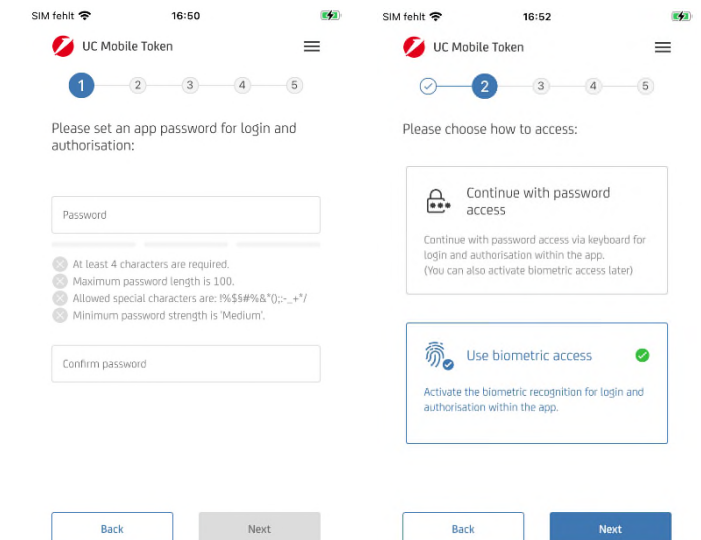 SIM fehlt 16:50
UC Mobile Token
1 2 3 4 5
Please set an app password for login and
authorisation:
Password
At least 4 characters are required.
Maximum password length is 100.
Allowed special characters are: !%$§#%&"();:-_+*/
Minimum password strength is 'Medium'.
Confirm password
Back Next
SIM fehlt 16:52
UC Mobile Token
2 3 4 5
Please choose how to access:
Continue with password
access
Continue with password access via keyboard for
login and authorisation within the app.
(You can also activate biometric access later)
Use biometric access
Activate the biometric recognition for login and
authorisation within the app.
Back Next